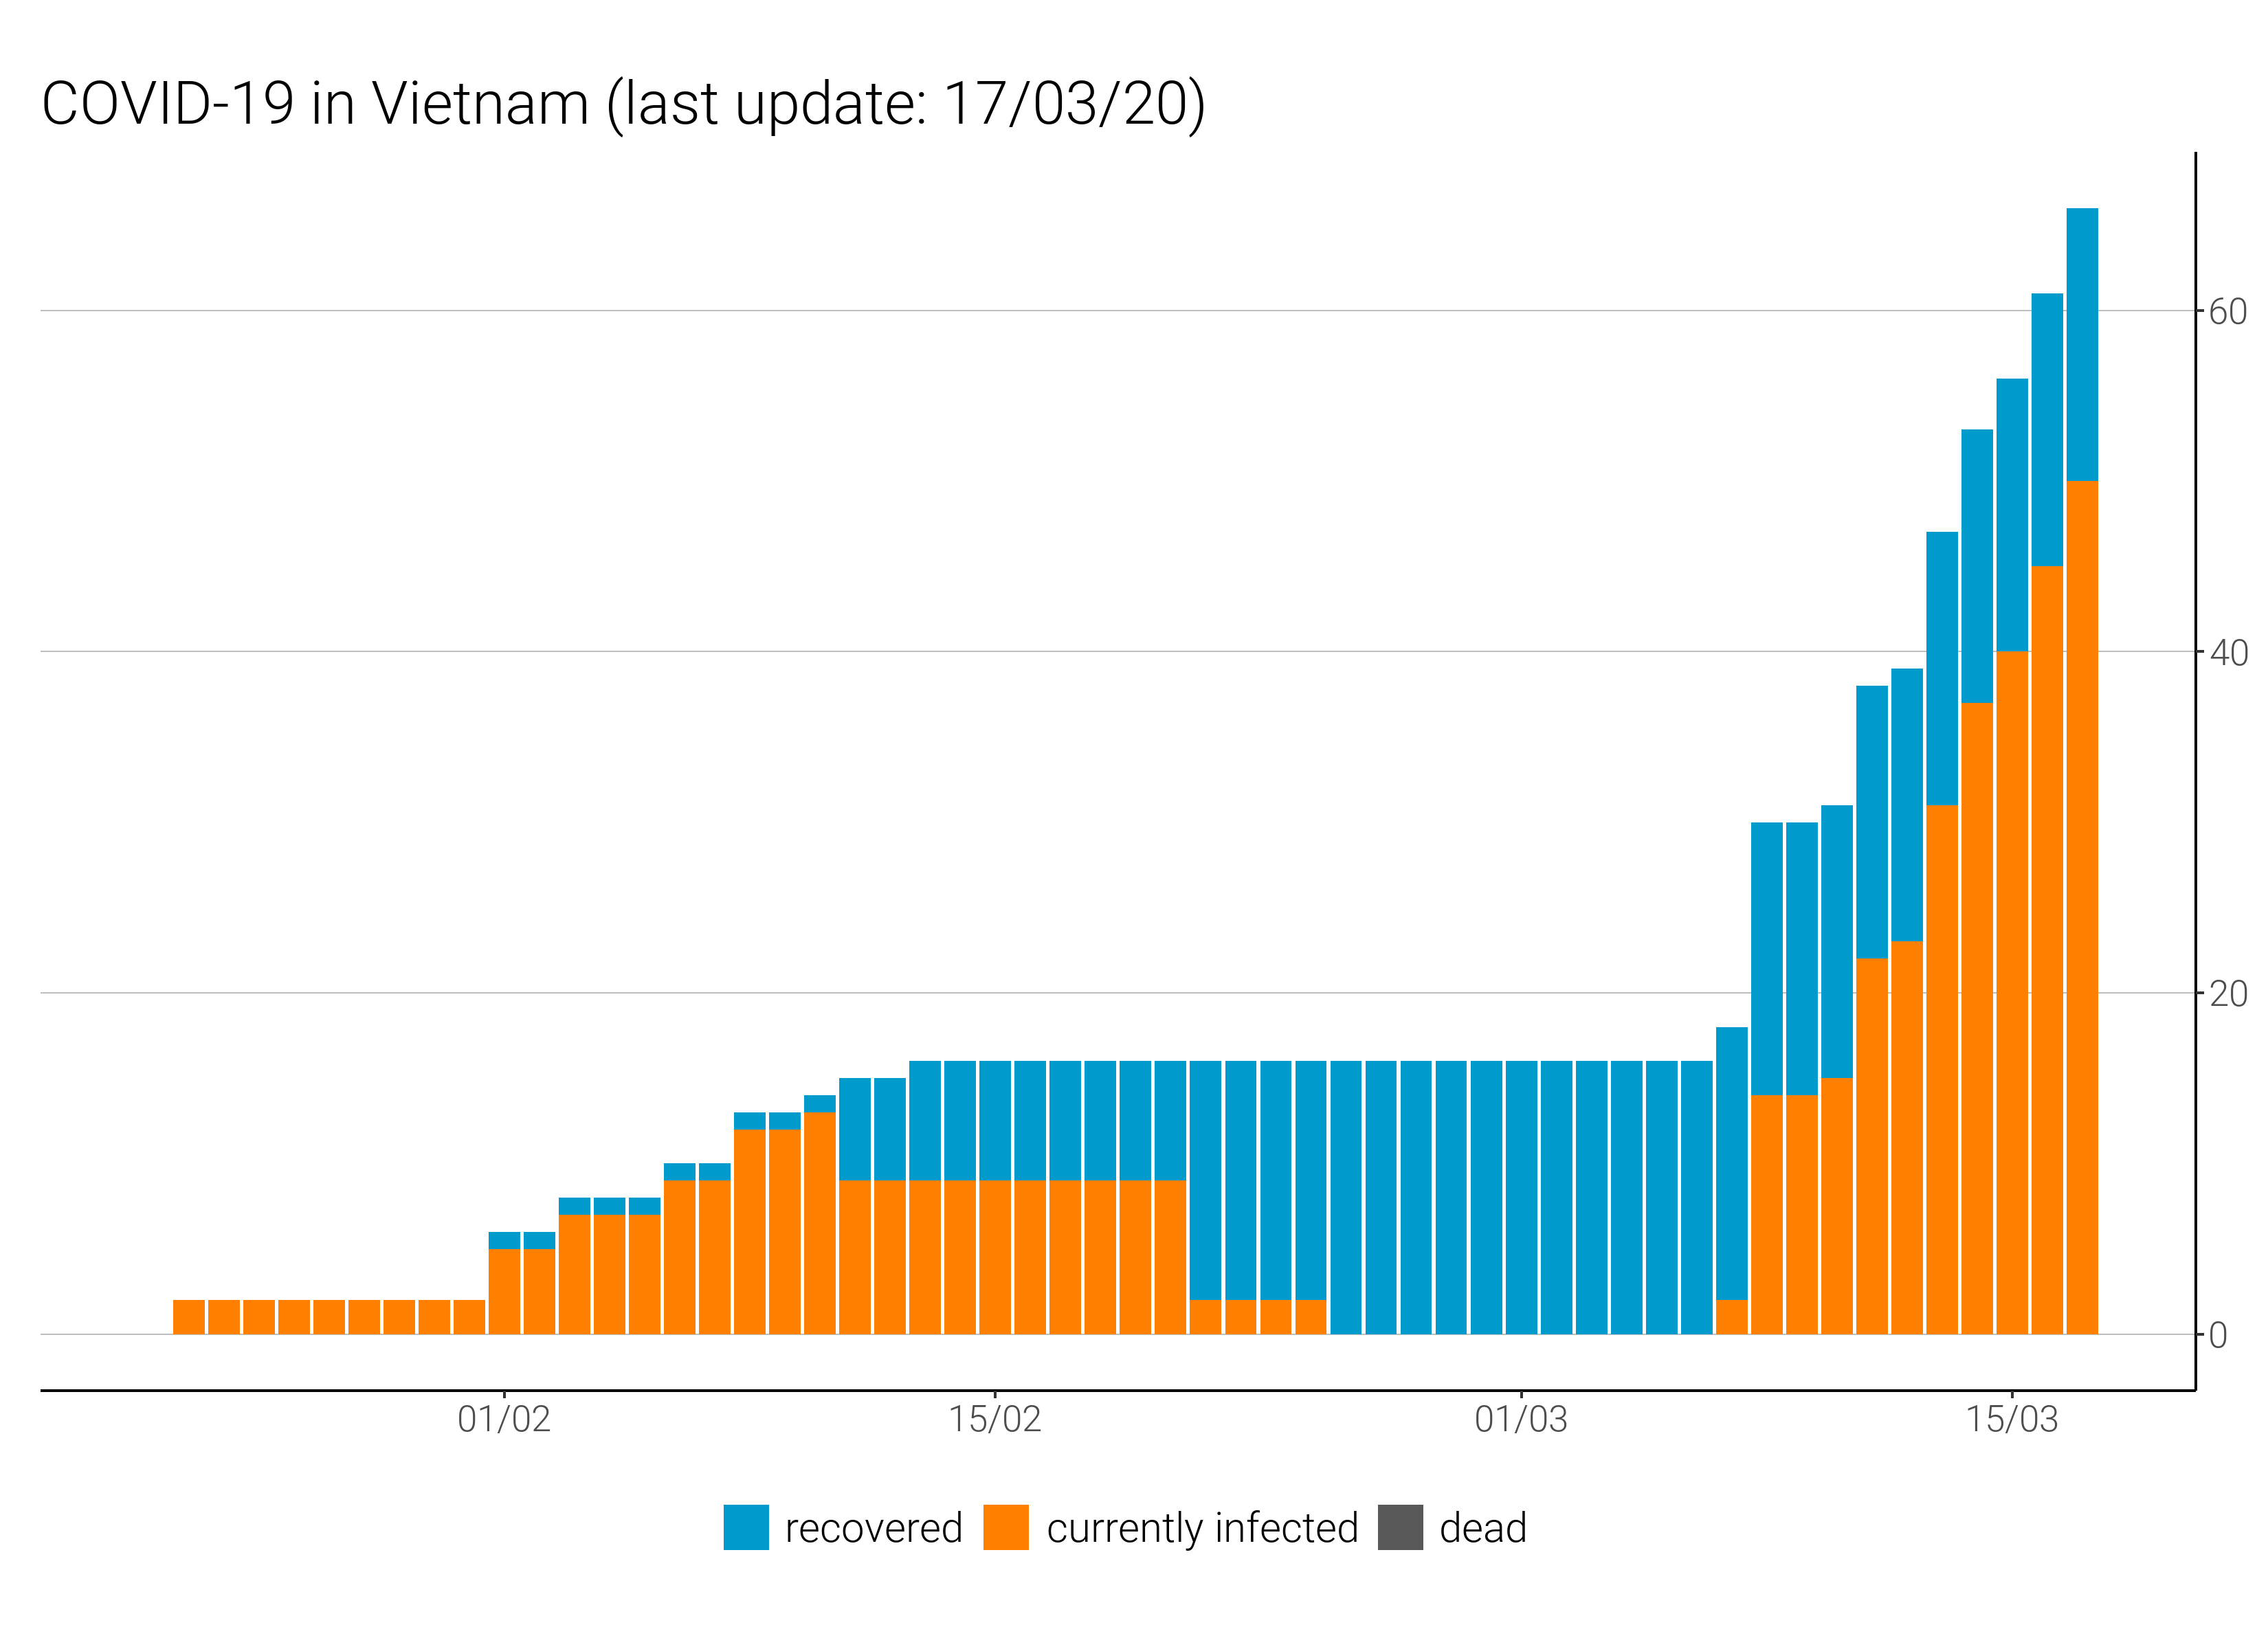 COVID-19 in Vietnam (last update: 17/03/20)
60
40
20
0
01/02 15/02 01/03 15/03
recovered currently infected dead